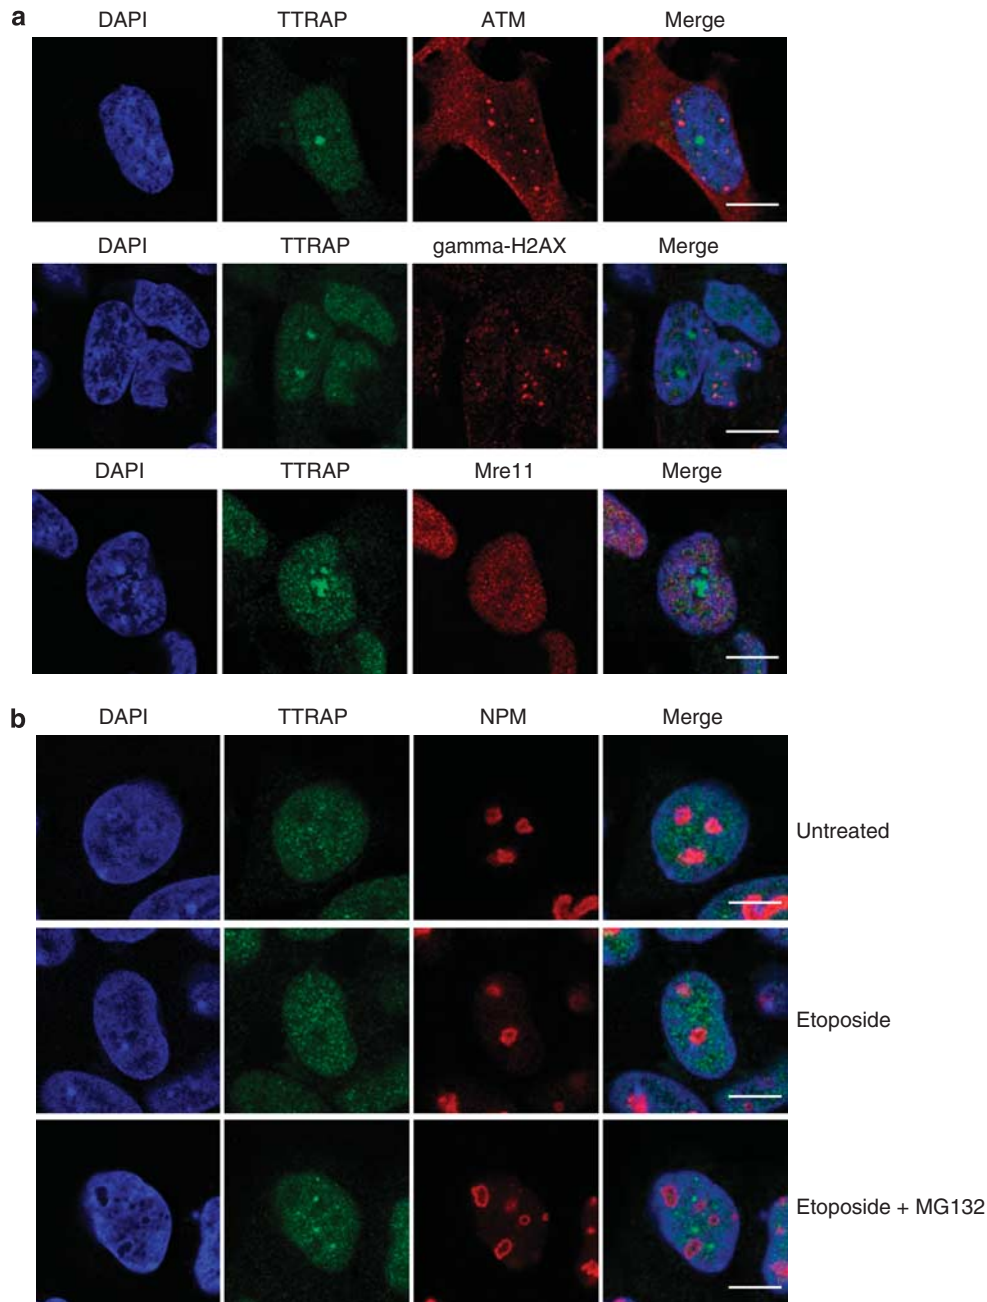 a
DAPI TTRAP ATM Merge
DAPI TTRAP gamma-H2AX Merge
DAPI TTRAP Mre11 Merge
b
DAPI TTRAP NPM Merge
Untreated
Etoposide
Etoposide + MG132